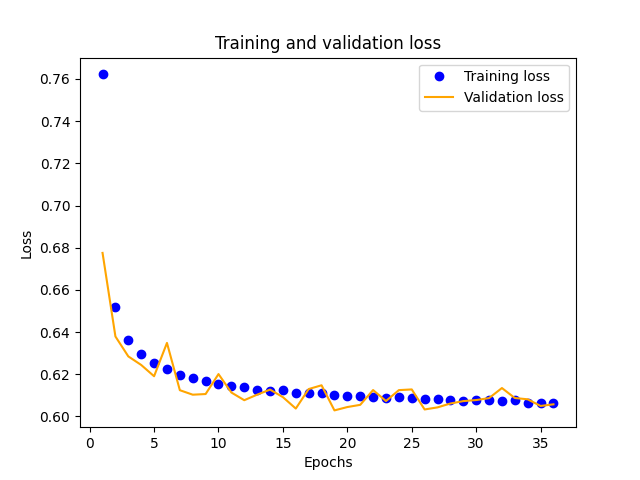 Training and validation loss
Training loss
Validation loss
0.76
0.74
0.72
0.70
0.68
0.66
0.64
0.62
0.60
Loss
0 5 10 15 20 25 30 35
Epochs